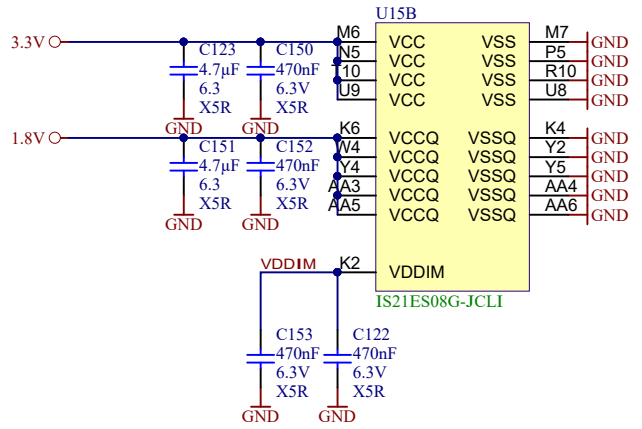 U15B
3.3V
C123
4.7µF
6.3
X5R
GND
C150
470nF
6.3V
X5R
GND
M6 VCC VSS M7 GND
N5 VCC VSS P5 GND
T10 VCC VSS R10 GND
U9 VCC VSS U8 GND
1.8V
C151
4.7µF
6.3
X5R
GND
C152
470nF
6.3V
X5R
GND
K6 VCCQ VSSQ K4 GND
W4 VCCQ VSSQ Y2 GND
Y4 VCCQ VSSQ Y5 GND
AA3 VCCQ VSSQ AA4 GND
AA5 VCCQ VSSQ AA6 GND
VDDIM K2 VDDIM
IS21ES08G-JCLI
C153
470nF
6.3V
X5R
GND
C122
470nF
6.3V
X5R
GND